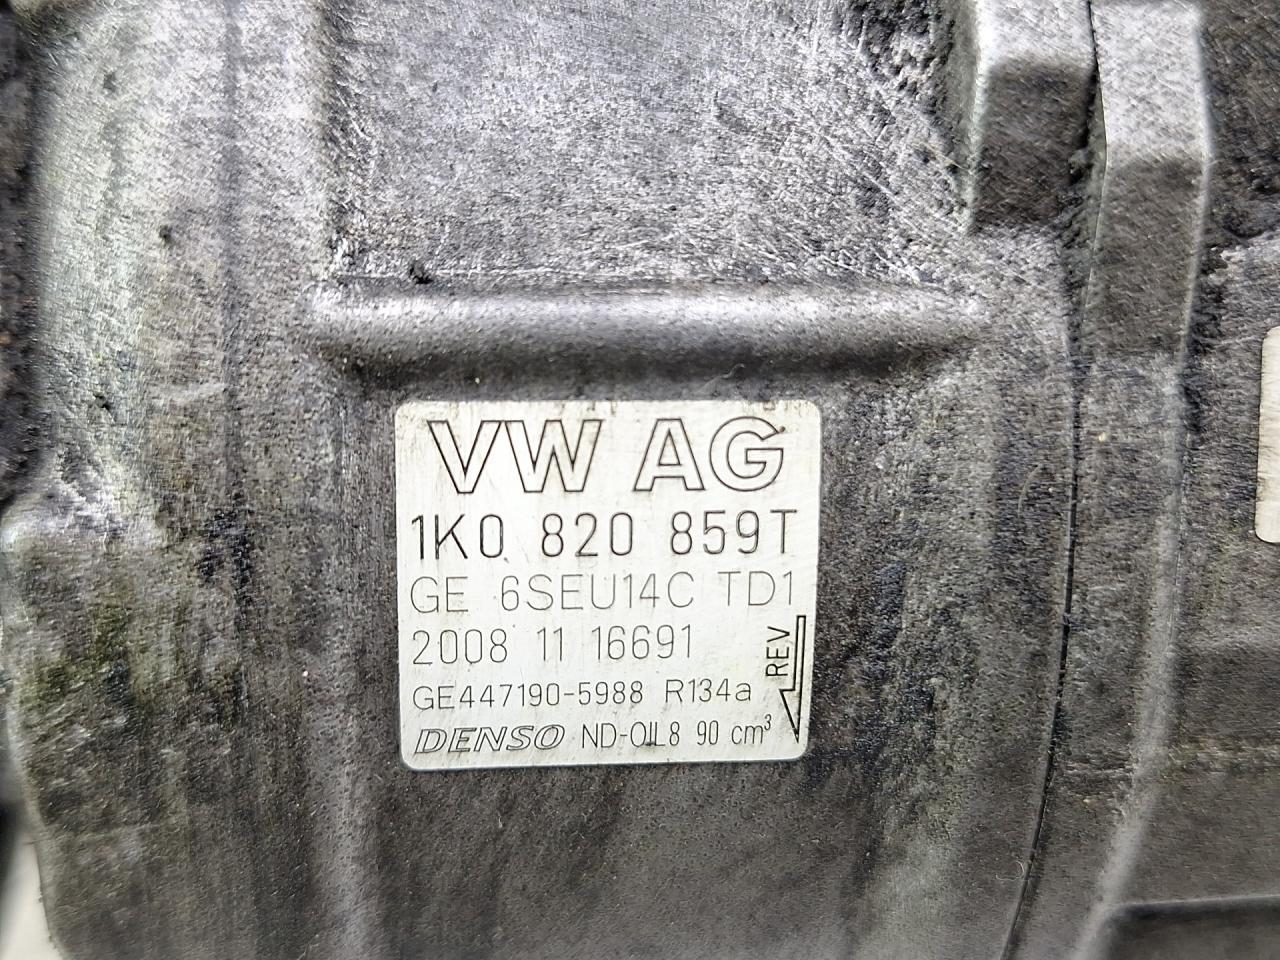 VW AG
1K0 820 859T
GE 6SEU14C TD1
2008 11 16691
REV
GE447190-5988 R134a
DENSO ND-OIL8 90 cm³